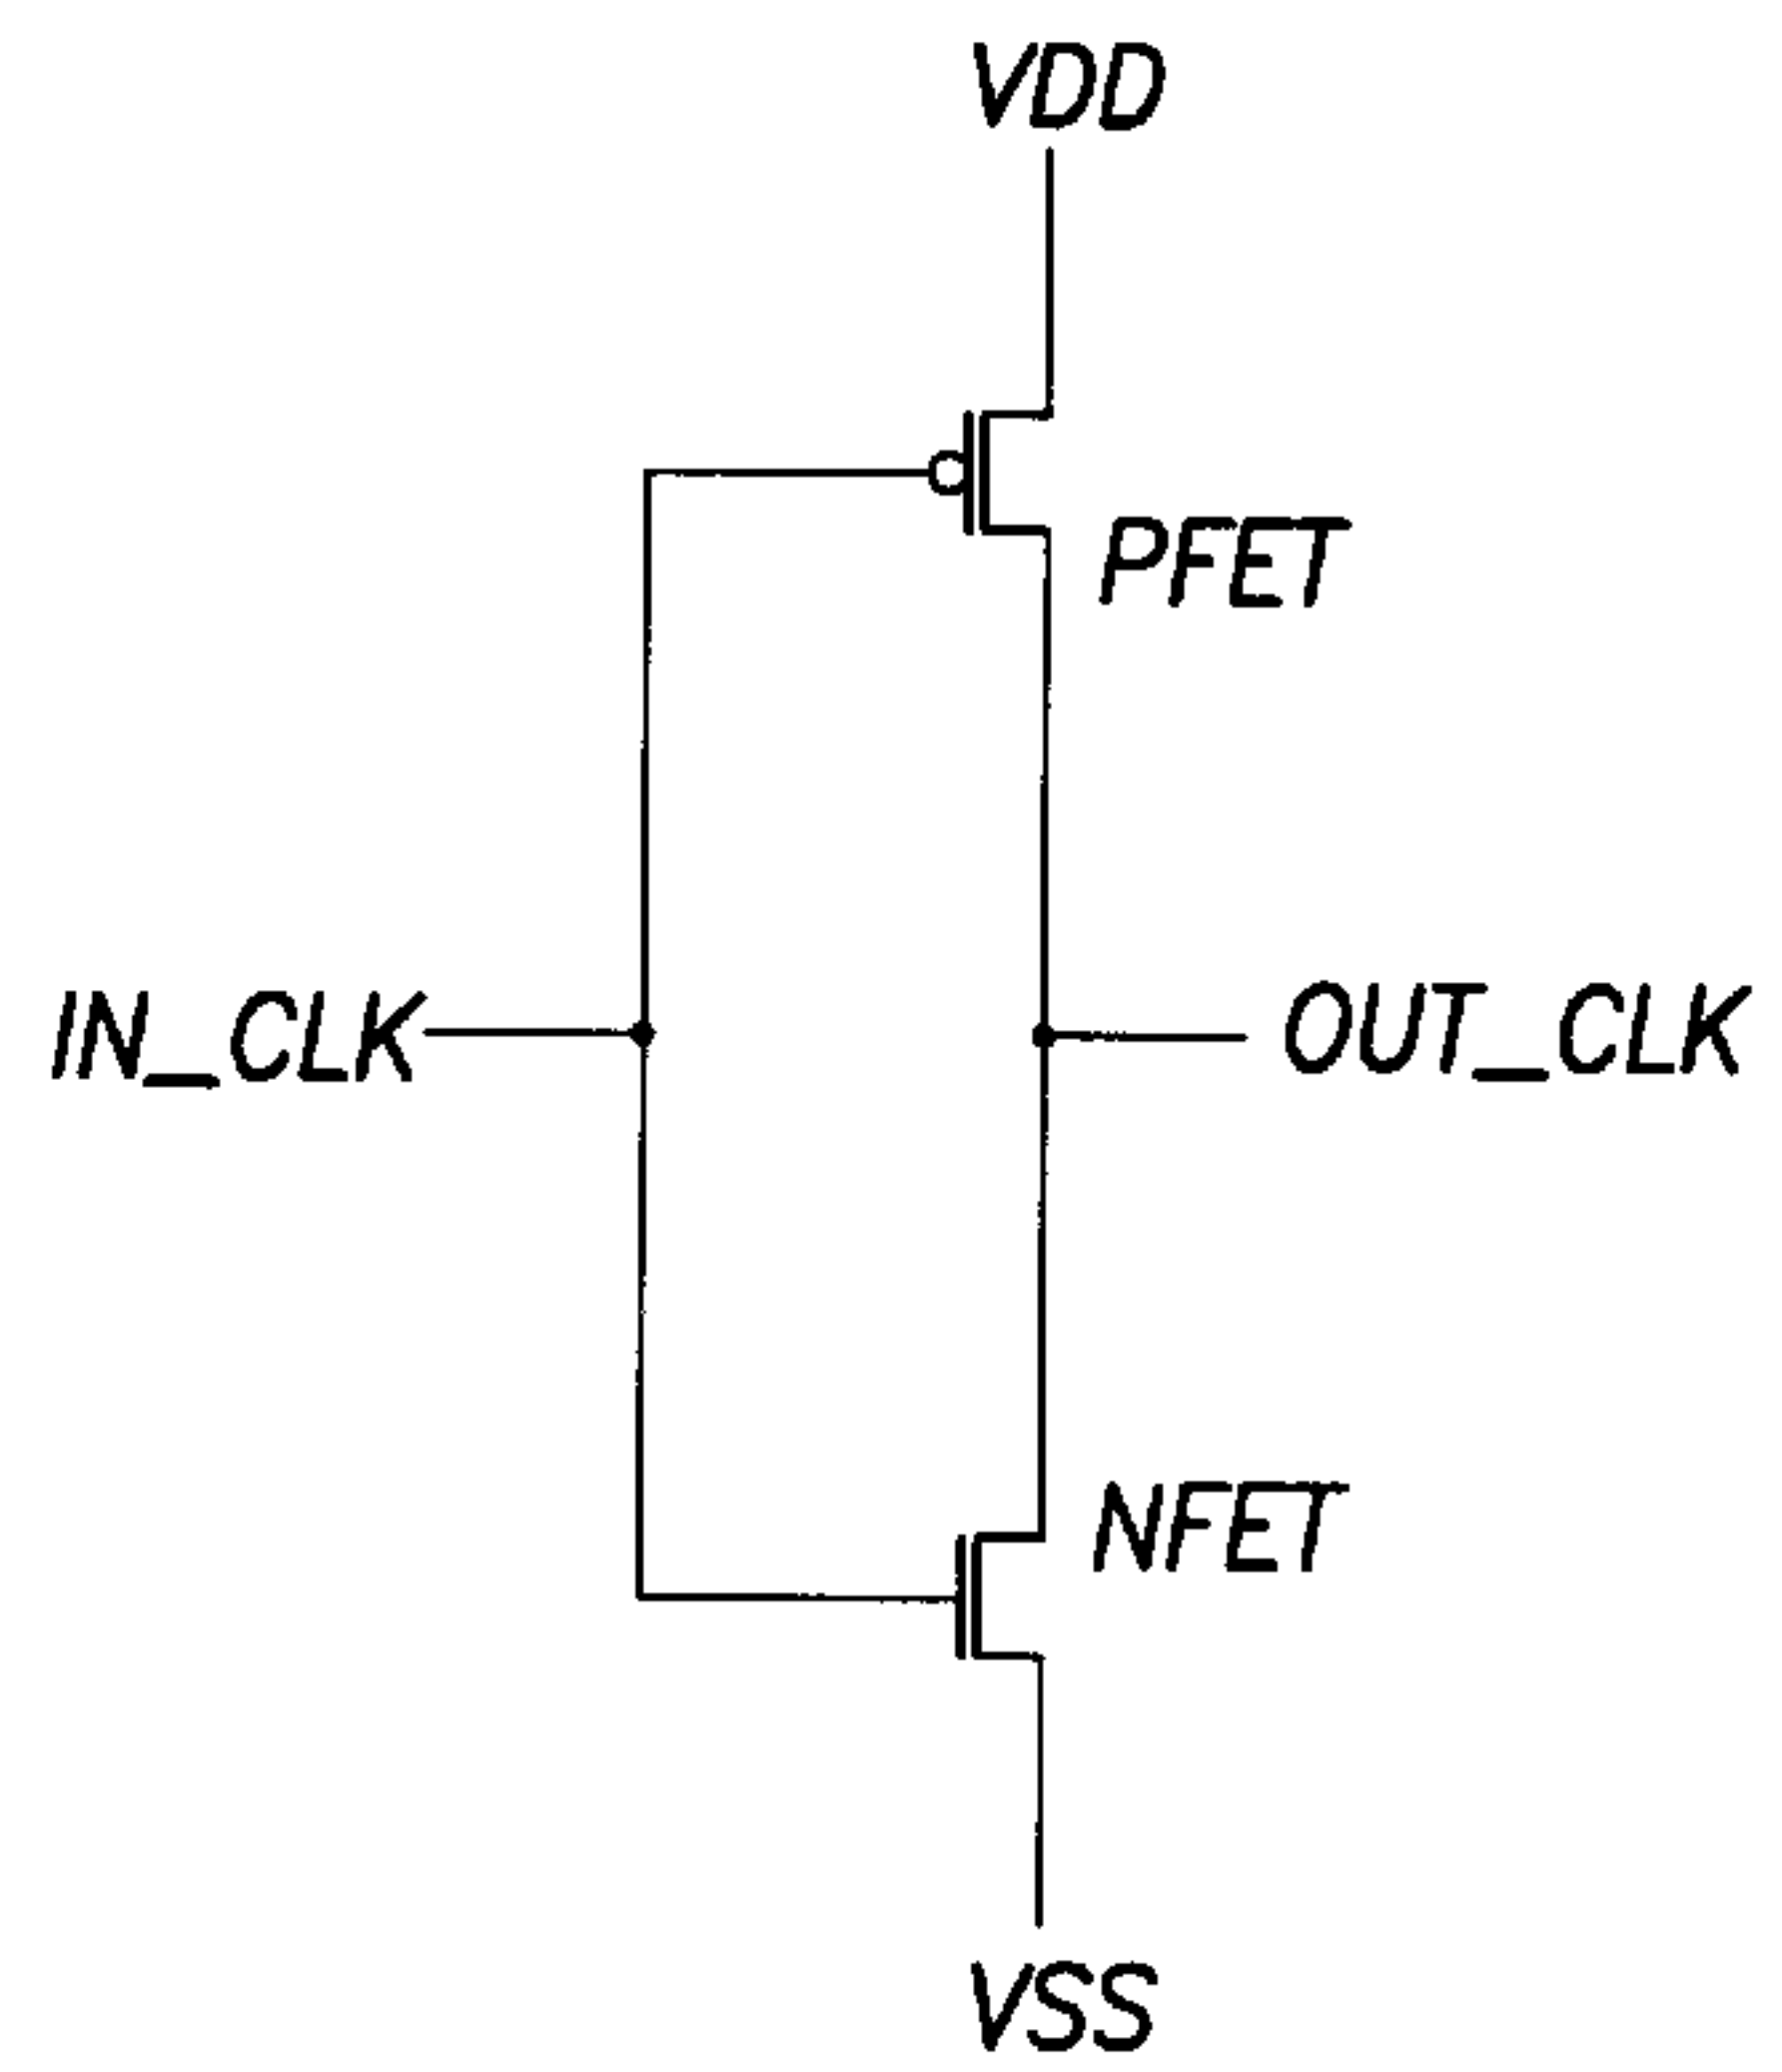 VDD
PFET
IN_CLK
OUT_CLK
NFET
VSS